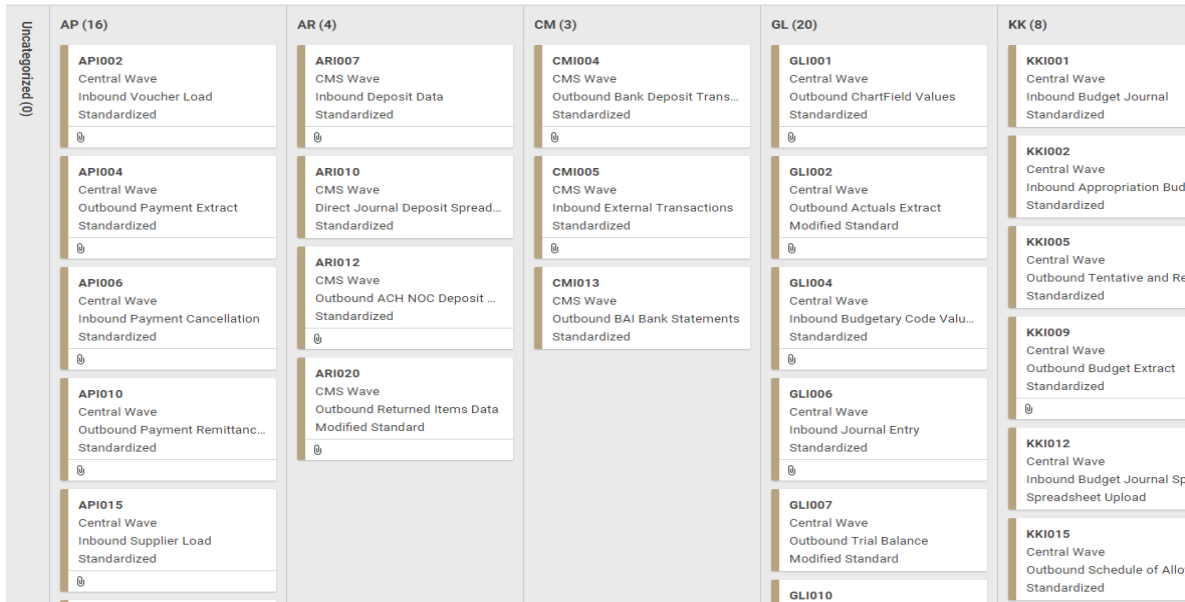 Uncategorized (0)
AP (16)
API002
Central Wave
Inbound Voucher Load
Standardized
API004
Central Wave
Outbound Payment Extract
Standardized
API006
Central Wave
Inbound Payment Cancellation
Standardized
API010
Central Wave
Outbound Payment Remittanc...
Standardized
API015
Central Wave
Inbound Supplier Load
Standardized
AR (4)
ARI007
CMS Wave
Inbound Deposit Data
Standardized
ARI010
CMS Wave
Direct Journal Deposit Spread...
Standardized
ARI012
CMS Wave
Outbound ACH NOC Deposit ...
Standardized
ARI020
CMS Wave
Outbound Returned Items Data
Modified Standard
CM (3)
CMI004
CMS Wave
Outbound Bank Deposit Trans...
Standardized
CMI005
CMS Wave
Inbound External Transactions
Standardized
CMI013
CMS Wave
Outbound BAI Bank Statements
Standardized
GL (20)
GLI001
Central Wave
Outbound ChartField Values
Standardized
GLI002
Central Wave
Outbound Actuals Extract
Modified Standard
GLI004
Central Wave
Inbound Budgetary Code Valu...
Standardized
GLI006
Central Wave
Inbound Journal Entry
Standardized
GLI007
Central Wave
Outbound Trial Balance
Modified Standard
GLI010
KK (8)
KKI001
Central Wave
Inbound Budget Journal
Standardized
KKI002
Central Wave
Inbound Appropriation Bud
Standardized
KKI005
Central Wave
Outbound Tentative and Re
Standardized
KKI009
Central Wave
Outbound Budget Extract
Standardized
KKI012
Central Wave
Inbound Budget Journal Sp
Spreadsheet Upload
KKI015
Central Wave
Outbound Schedule of Allo
Standardized